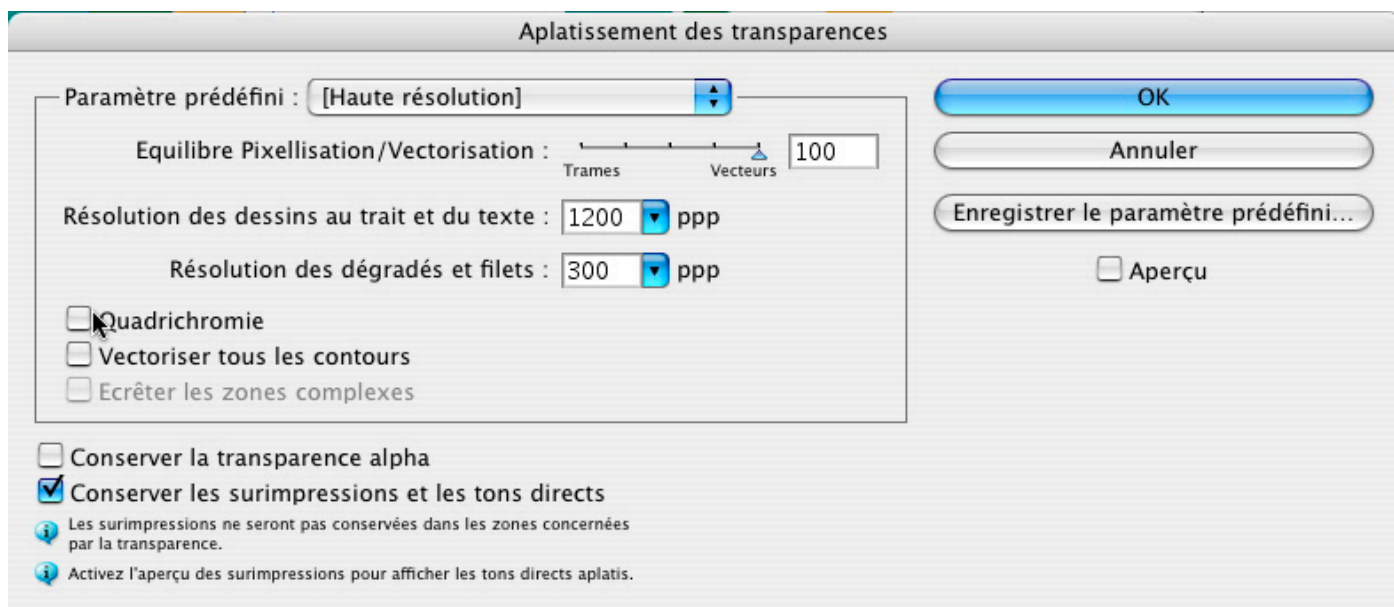 Aplatissement des transparences
Paramètre prédéfini : [Haute résolution]
OK
Equilibre Pixellisation/Vectorisation : 100
Trames Vecteurs
Annuler
Résolution des dessins au trait et du texte : 1200 ppp
Enregistrer le paramètre prédéfini...
Résolution des dégradés et filets : 300 ppp
Aperçu
Quadrichromie
Vectoriser tous les contours
Ecrêter les zones complexes
Conserver la transparence alpha
Conserver les surimpressions et les tons directs
Les surimpressions ne seront pas conservées dans les zones concernées
par la transparence.
Activez l'aperçu des surimpressions pour afficher les tons directs aplatis.